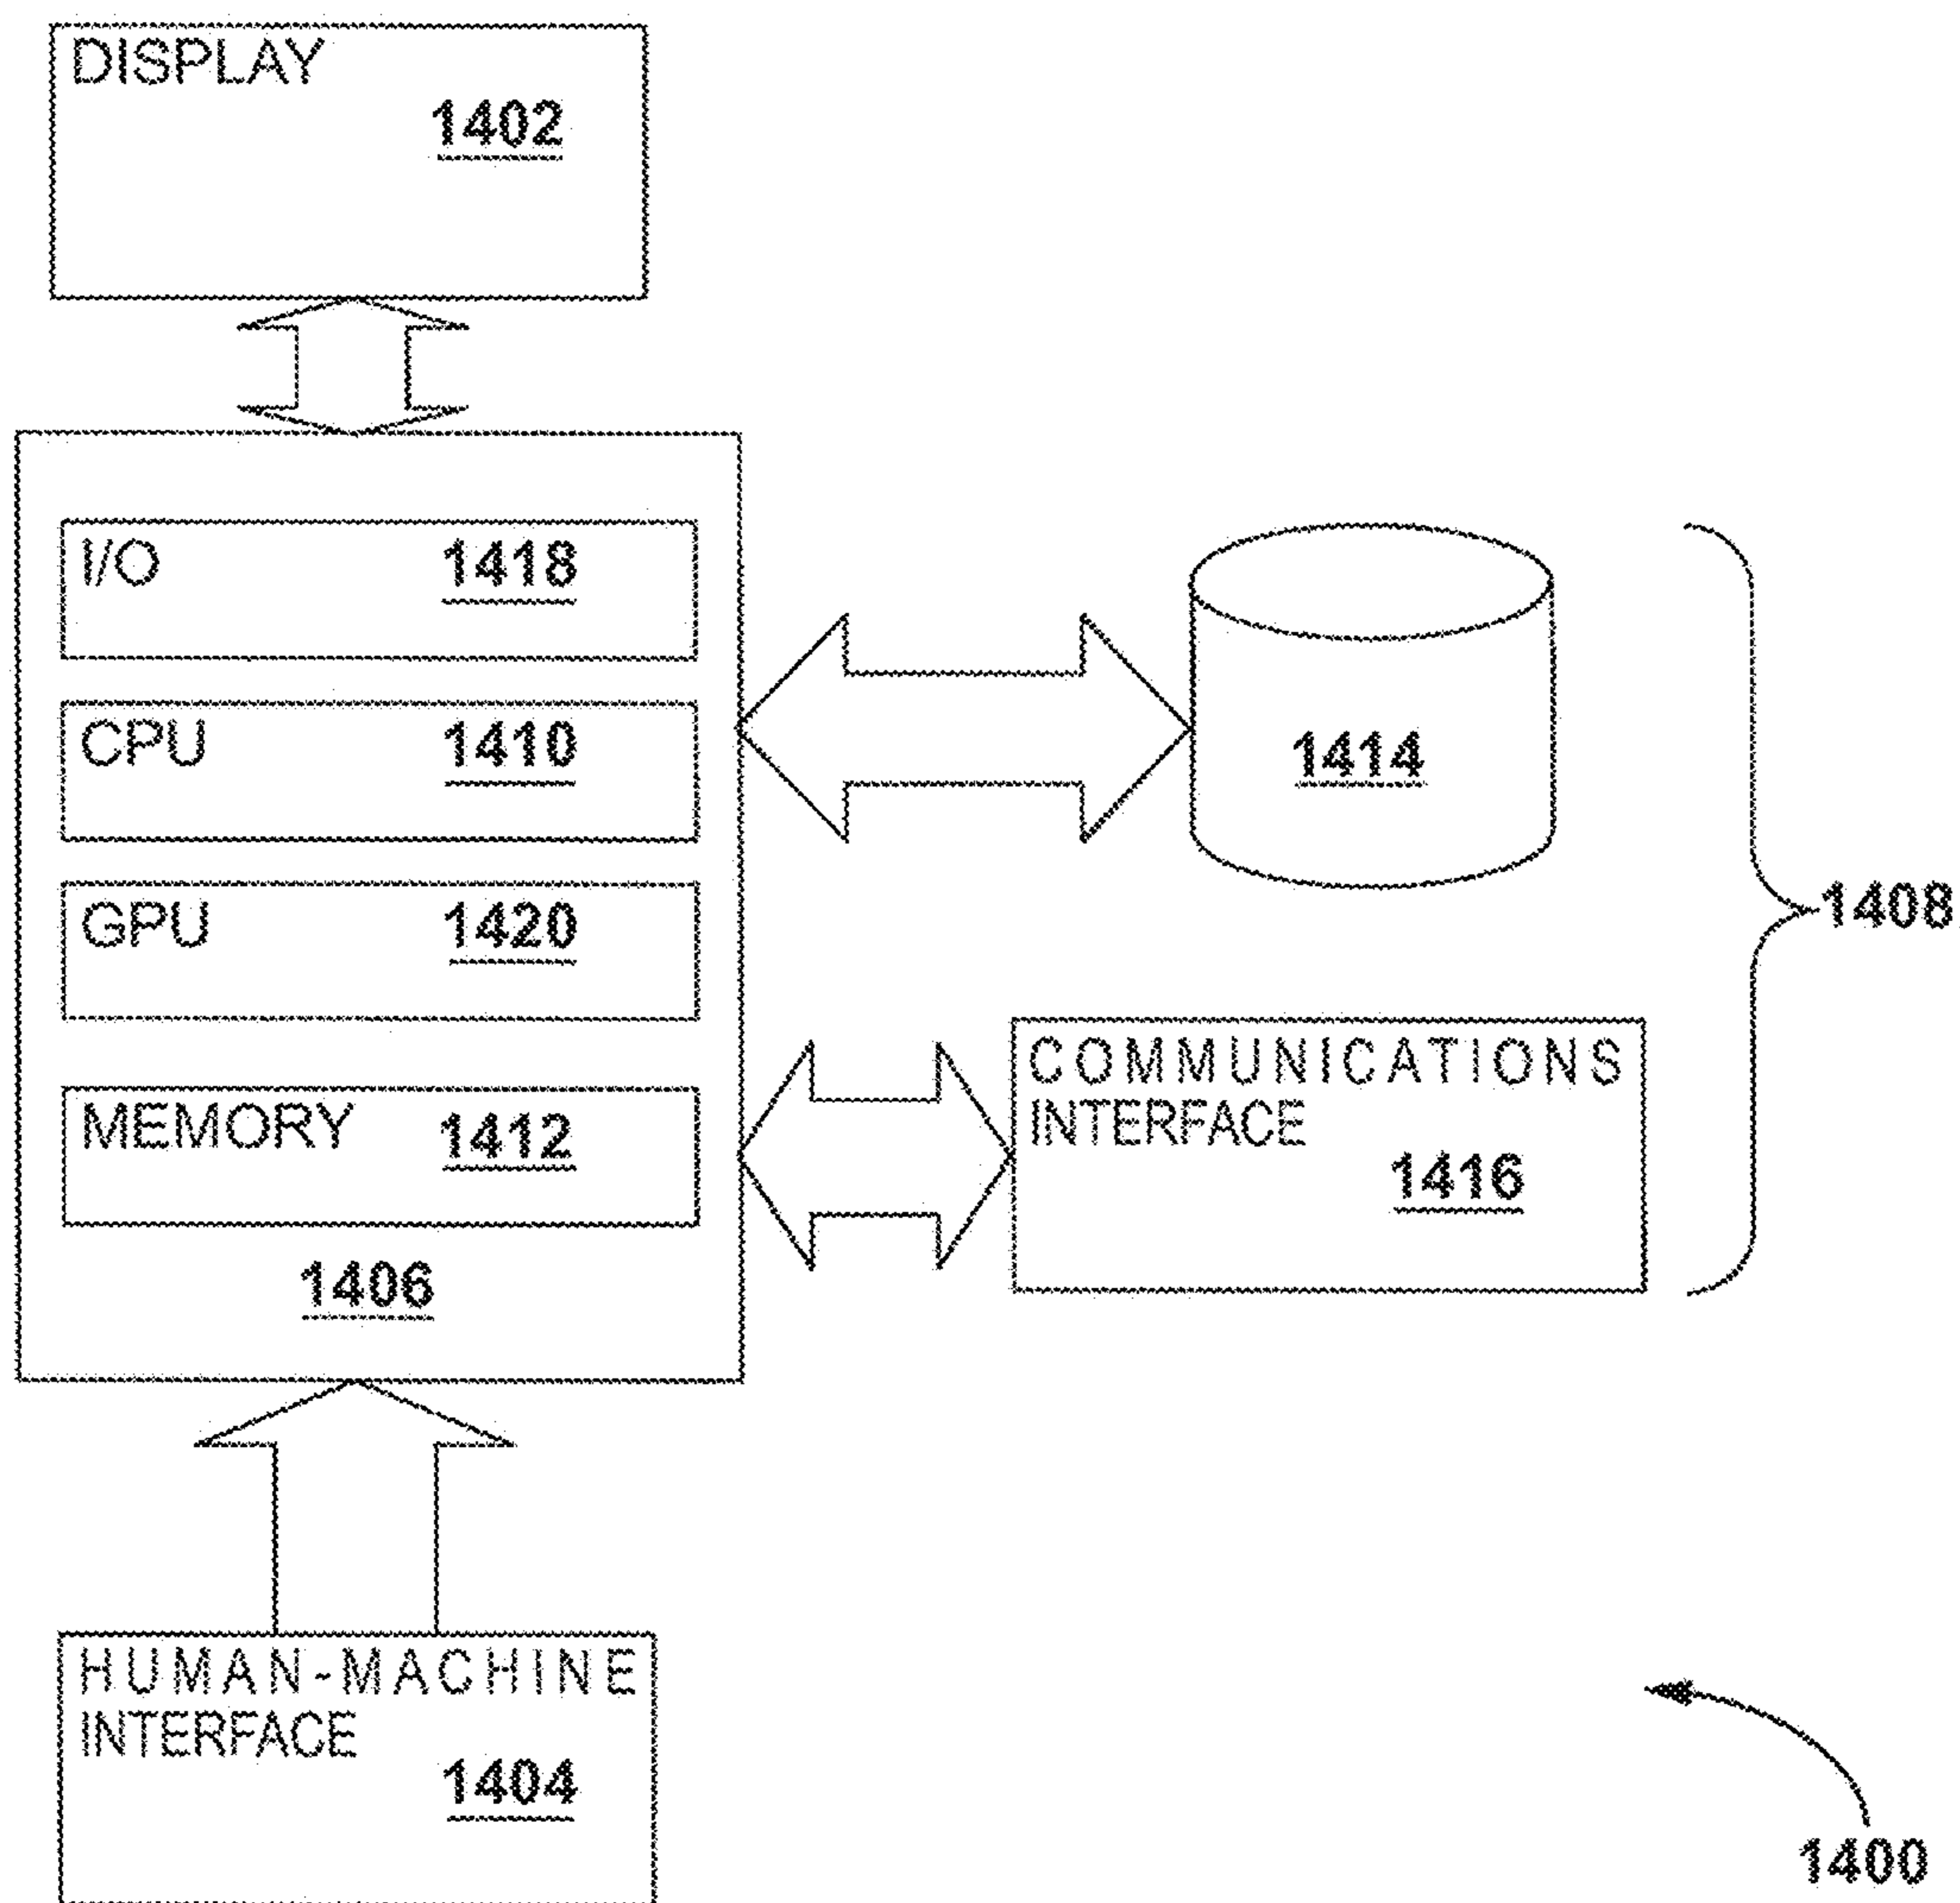 DISPLAY
1402
I/O 1418
CPU 1410
GPU 1420
MEMORY 1412
1406
1414
COMMUNICATIONS
INTERFACE
1416
1408
HUMAN-MACHINE
INTERFACE
1404
1400